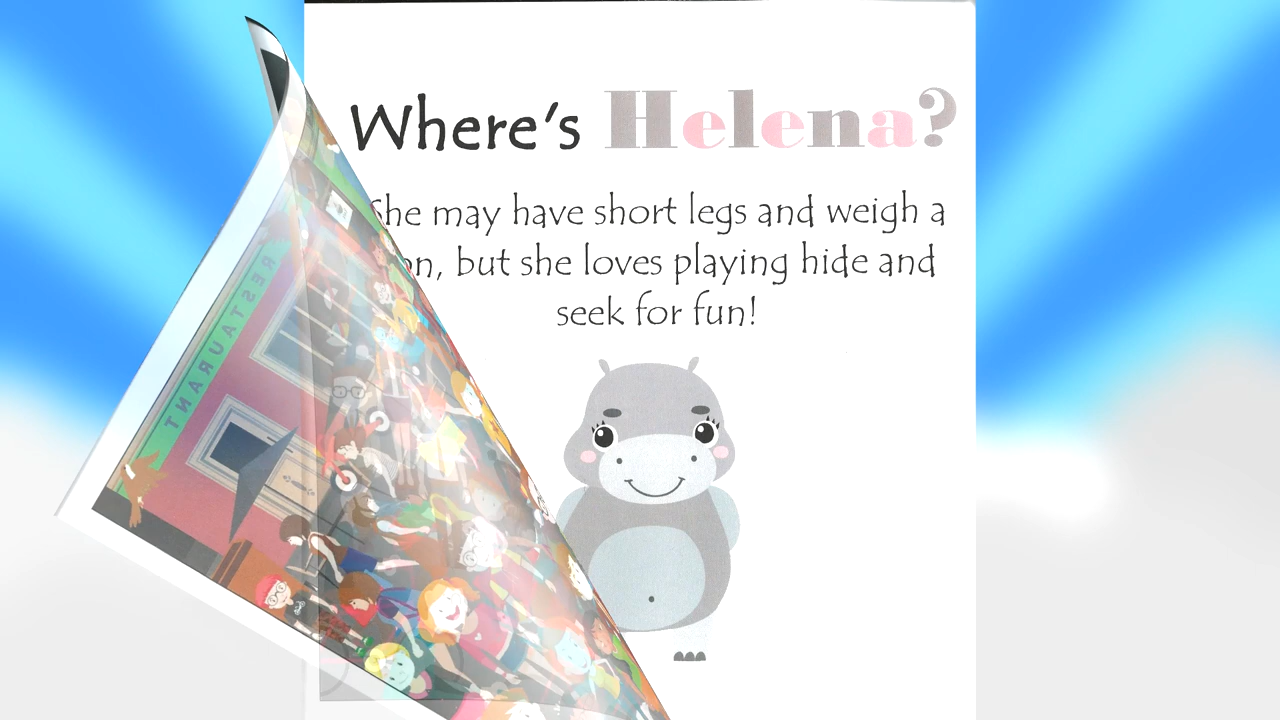 Where's Helena?
She may have short legs and weigh a
on, but she loves playing hide and
seek for fun!
RESTAURANT